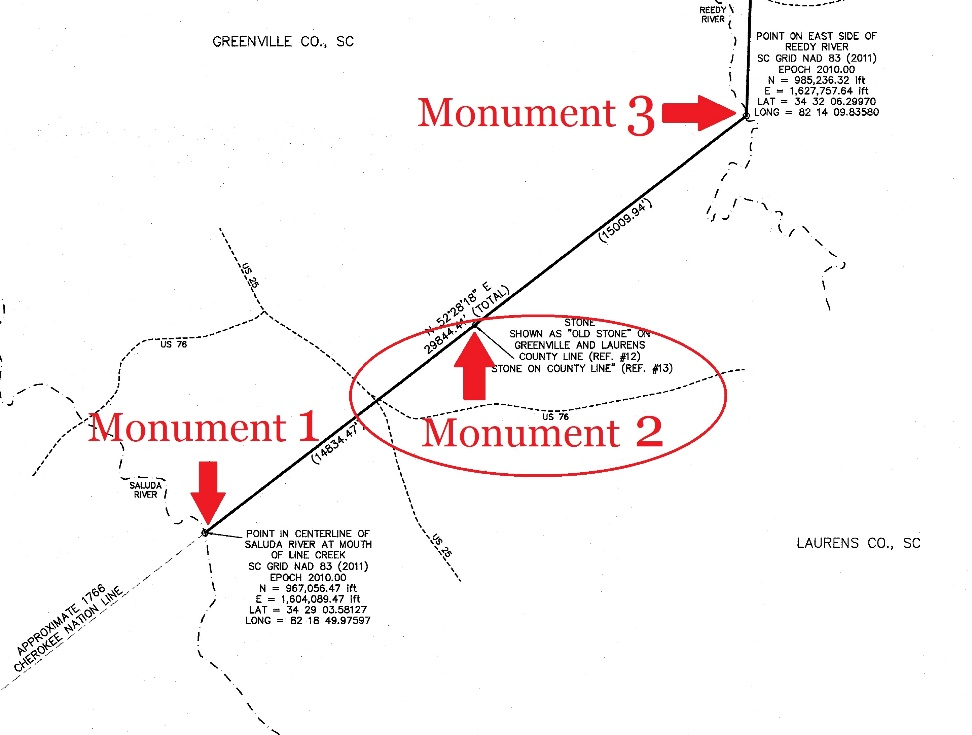 REEDY
RIVER
GREENVILLE CO., SC
POINT ON EAST SIDE OF
REEDY RIVER
SC GRID NAD 83 (2011)
EPOCH 2010.00
N = 985,236.32 ift
E = 1,627,757.64 ift
LAT = 34 32 06.29970
LONG = 82 14 09.83580
Monument 3
(15009.94')
US 25
N 52°28'18" E
29844.41' (TOTAL)
STONE
SHOWN AS "OLD STONE" ON
GREENVILLE AND LAURENS
COUNTY LINE (REF. #12)
STONE ON COUNTY LINE" (REF. #13)
US 76
US 76
Monument 2
Monument 1
(14834.47')
SALUDA
RIVER
POINT IN CENTERLINE OF
SALUDA RIVER AT MOUTH
OF LINE CREEK
SC GRID NAD 83 (2011)
EPOCH 2010.00
N = 967,056.47 ift
E = 1,604,089.47 ift
LAT = 34 29 03.58127
LONG = 82 18 49.97597
US 25
LAURENS CO., SC
APPROXIMATE 1766
CHEROKEE NATION LINE